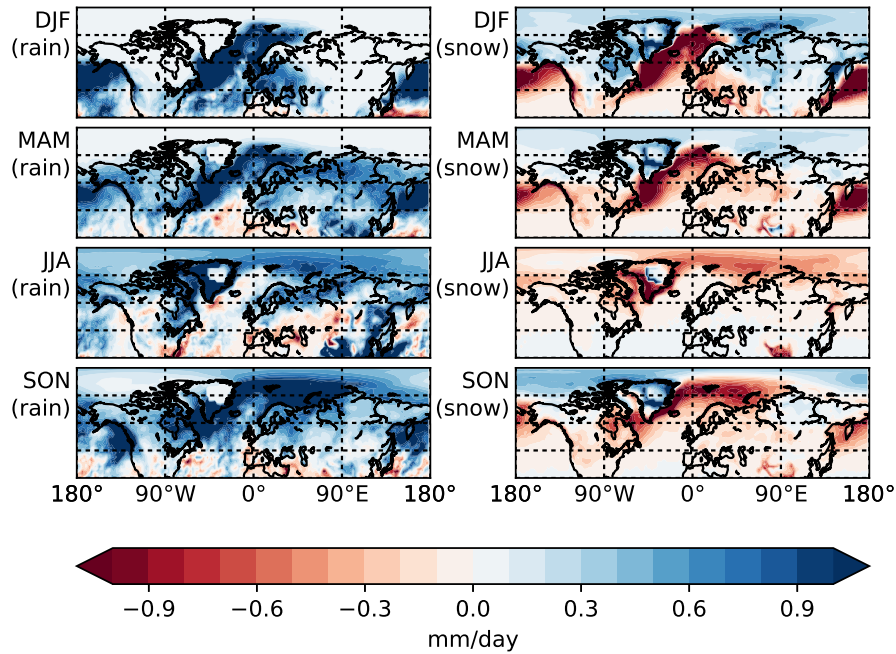 DJF
(rain)
DJF
(snow)
MAM
(rain)
MAM
(snow)
JJA
(rain)
JJA
(snow)
SON
(rain)
SON
(snow)
180° 90°W 0° 90°E 180°
180° 90°W 0° 90°E 180°
−0.9 −0.6 −0.3 0.0 0.3 0.6 0.9
mm/day